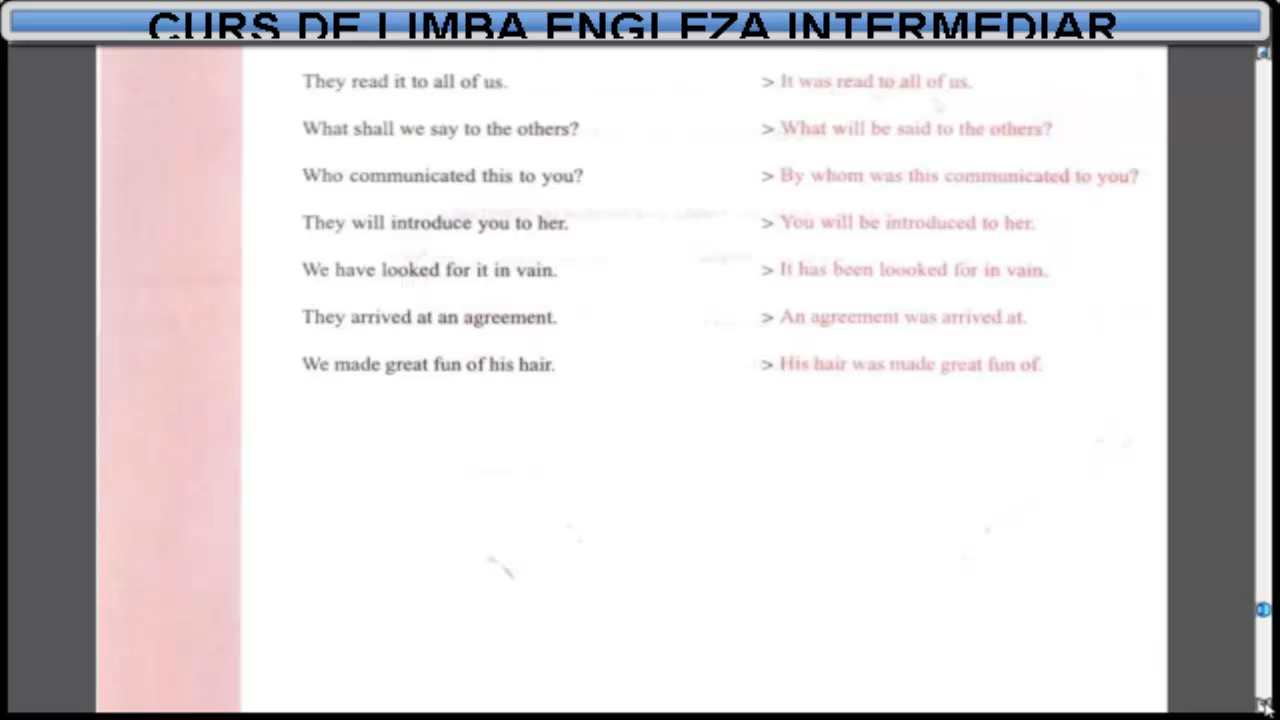 CURS DE LIMBA ENGLEZA INTERMEDIAR
They read it to all of us. > It was read to all of us.
What shall we say to the others? > What will be said to the others?
Who communicated this to you? > By whom was this communicated to you?
They will introduce you to her. > You will be introduced to her.
We have looked for it in vain. > It has been loooked for in vain.
They arrived at an agreement. > An agreement was arrived at.
We made great fun of his hair. > His hair was made great fun of.